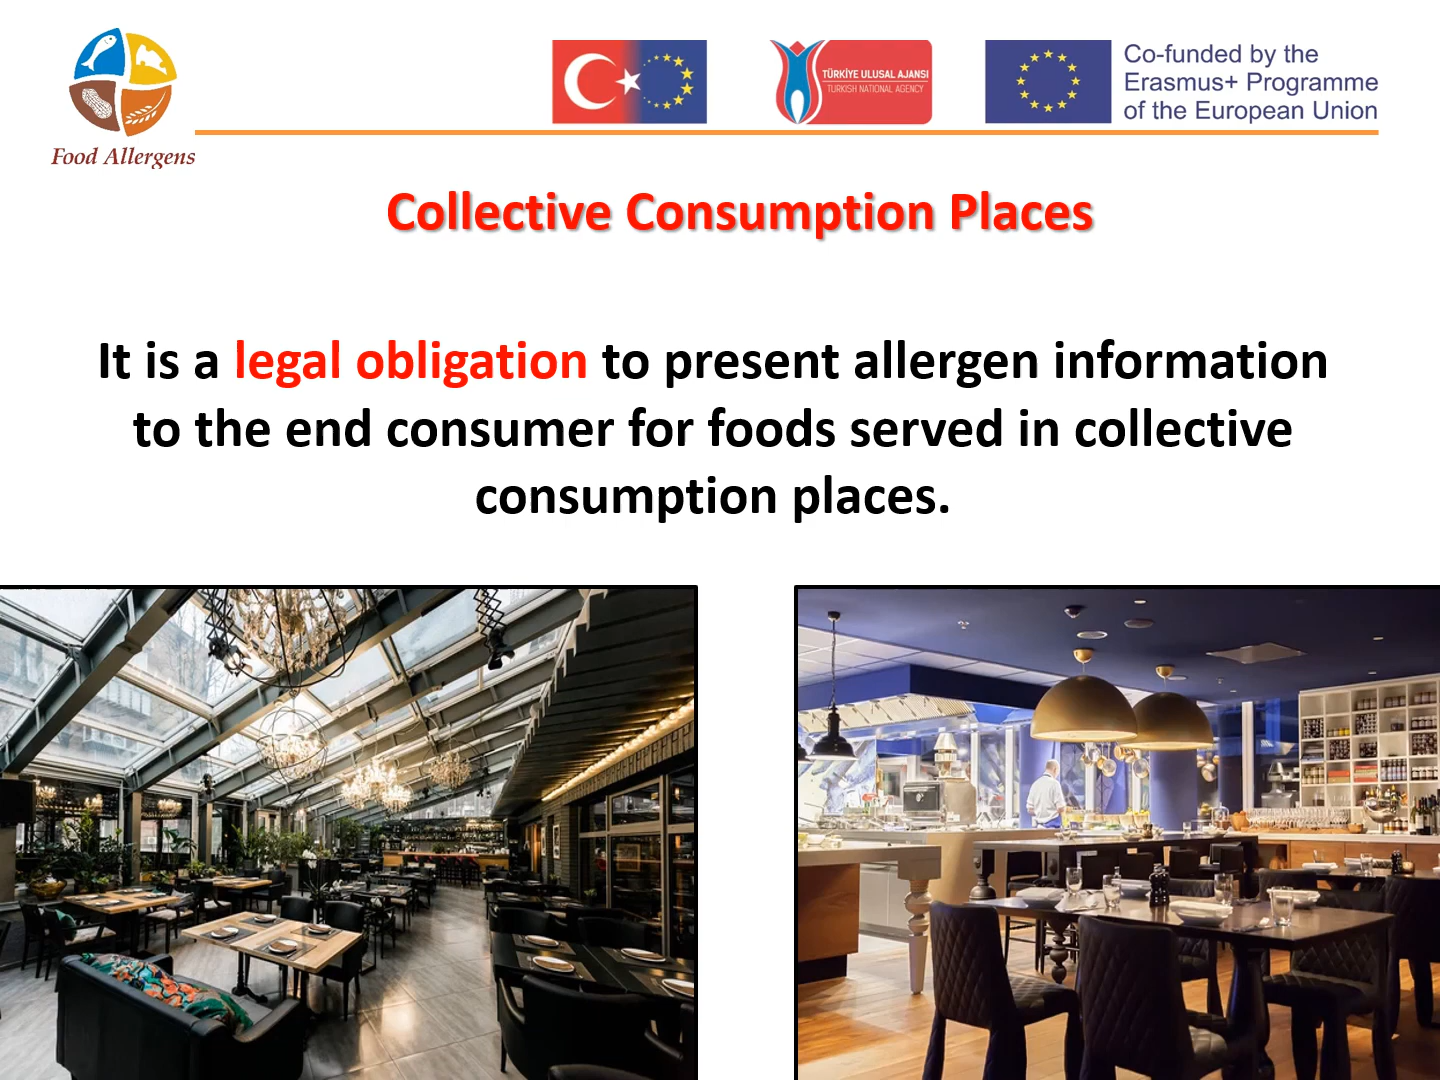 Food Allergens
TÜRKİYE ULUSAL AJANSI
TURKISH NATIONAL AGENCY
Co-funded by the
Erasmus+ Programme
of the European Union
Collective Consumption Places
It is a legal obligation to present allergen information
to the end consumer for foods served in collective
consumption places.